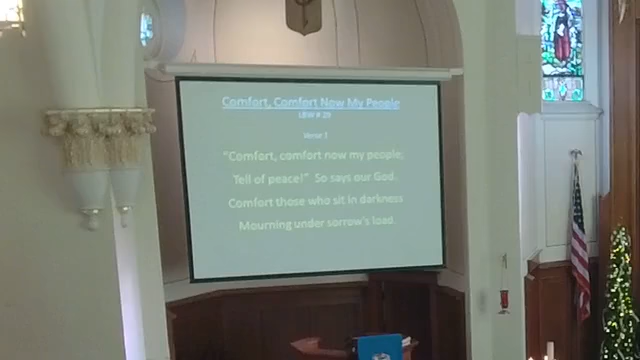 Comfort, Comfort Now My People
LBW # 29
Verse 1
"Comfort, comfort now my people;
Tell of peace!" So says our God.
Comfort those who sit in darkness
Mourning under sorrow's load.